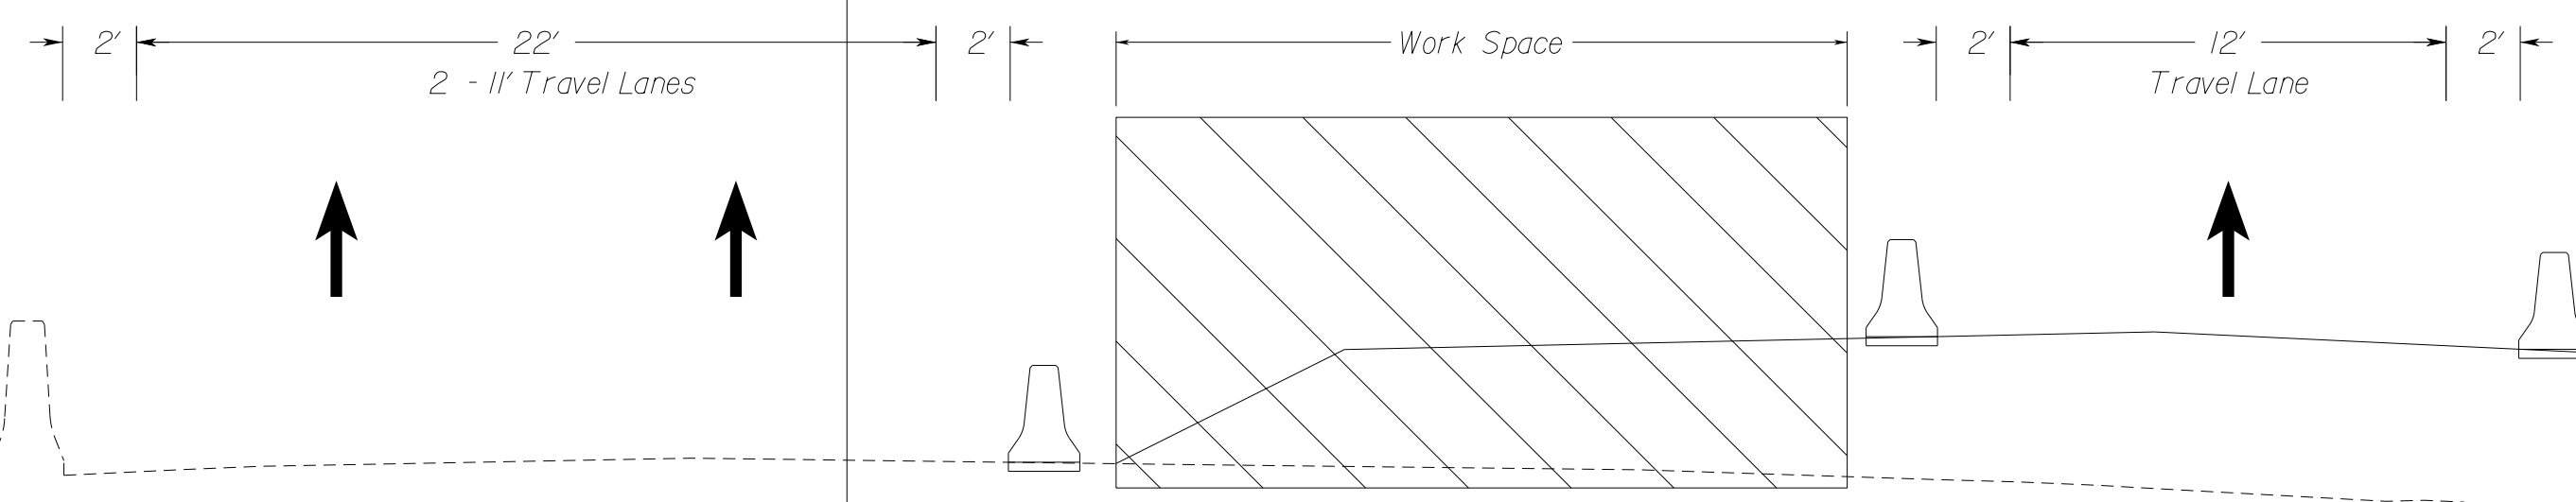 2' 22' 2' Work Space 2' 12' 2'
2 - 11' Travel Lanes Travel Lane